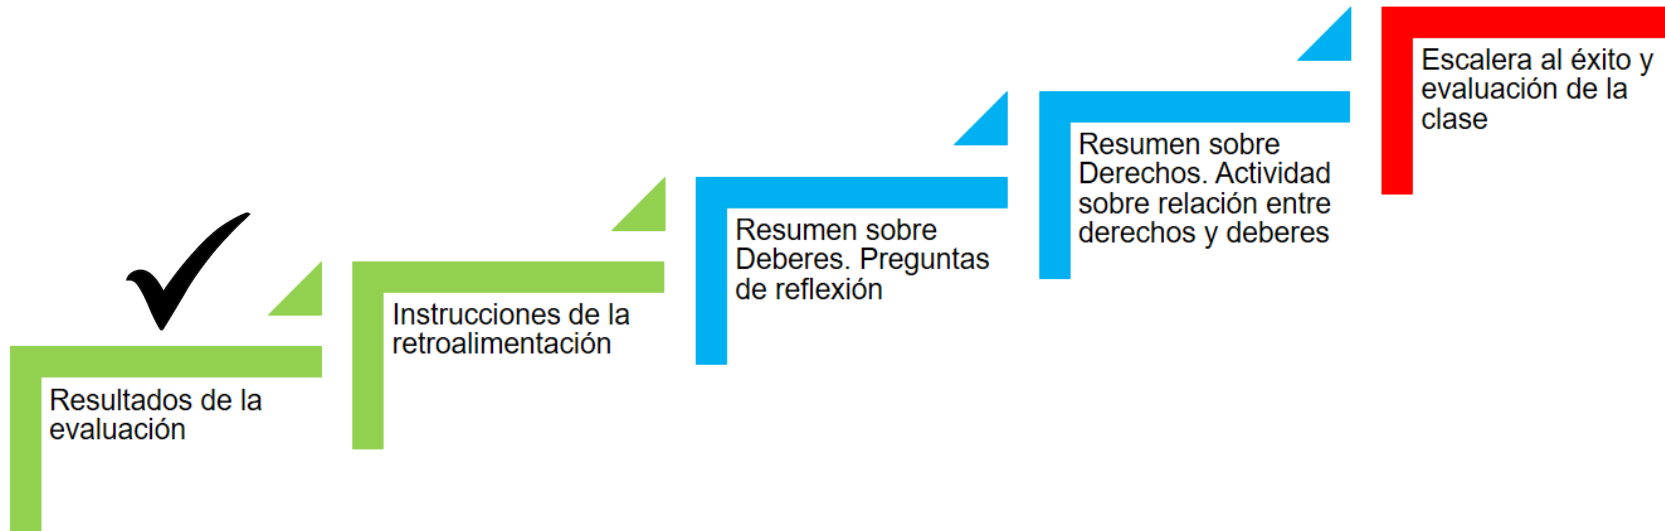 Resultados de la
evaluación
Instrucciones de la
retroalimentación
Resumen sobre
Deberes. Preguntas
de reflexión
Resumen sobre
Derechos. Actividad
sobre relación entre
derechos y deberes
Escalera al éxito y
evaluación de la
clase